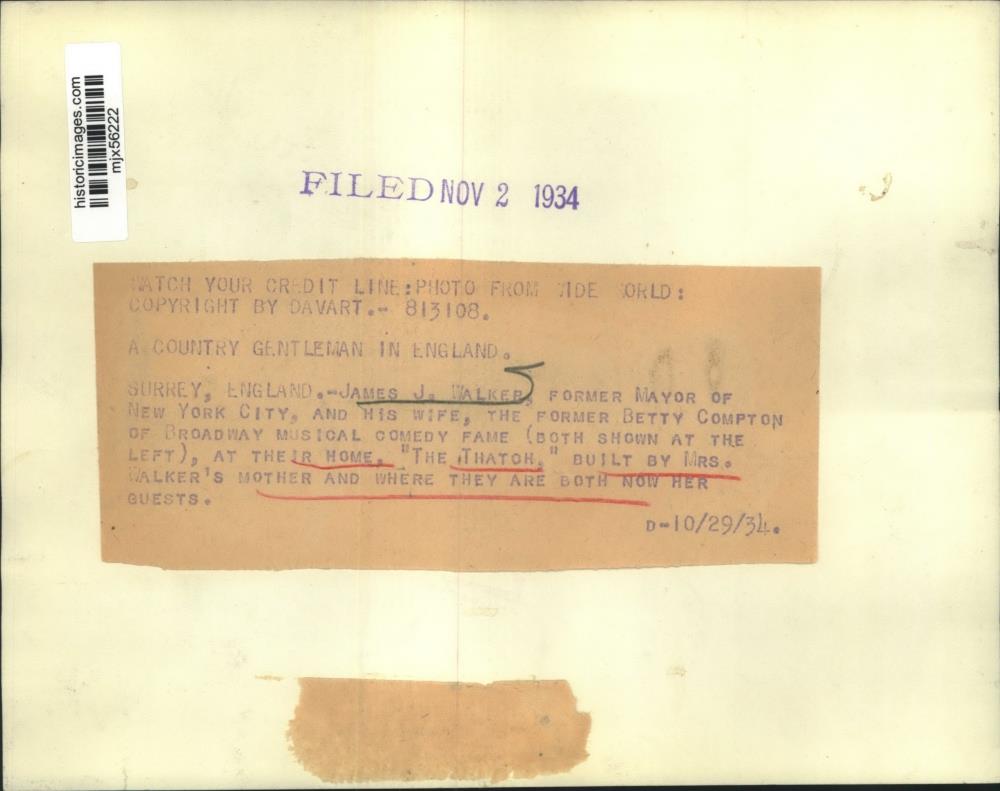 historicimages.com
mjx56222
FILED NOV 2 1934
WATCH YOUR CREDIT LINE:PHOTO FROM WIDE WORLD:
COPYRIGHT BY DAVART.- 813108.
A COUNTRY GENTLEMAN IN ENGLAND.
SURREY, ENGLAND.-JAMES J. WALKER, FORMER MAYOR OF
NEW YORK CITY, AND HIS WIFE, THE FORMER BETTY COMPTON
OF BROADWAY MUSICAL COMEDY FAME (BOTH SHOWN AT THE
LEFT), AT THEIR HOME, "THE THATCH," BUILT BY MRS.
WALKER'S MOTHER AND WHERE THEY ARE BOTH NOW HER
GUESTS.
D-10/29/34.